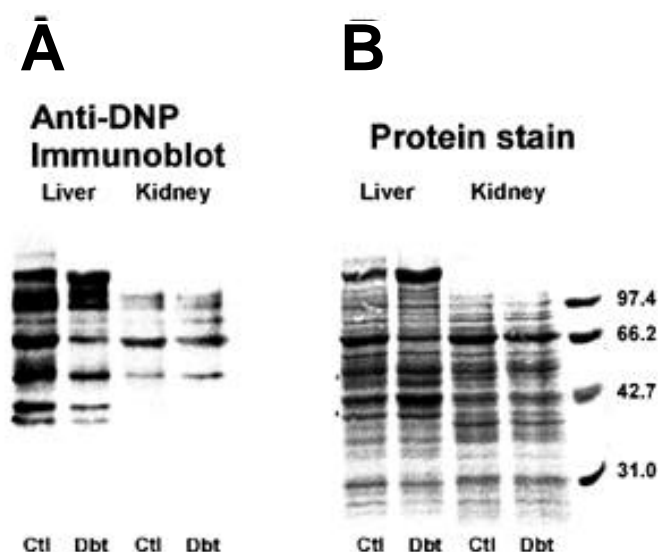 A
B
Anti-DNP
Immunoblot
Protein stain
Liver Kidney
Liver Kidney
97.4
66.2
42.7
31.0
Ctl Dbt Ctl Dbt
Ctl Dbt Ctl Dbt